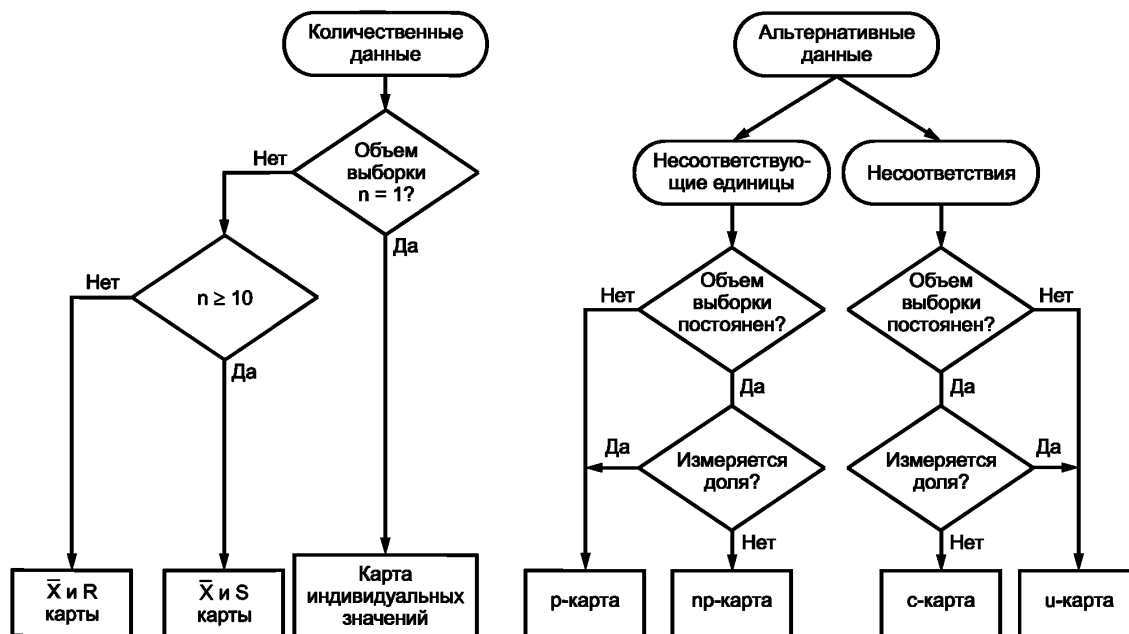 Количественные
данные
Объем
выборки
n = 1?
Нет
Да
n ≥ 10
Нет
Да
X̅ и R
карты
X̅ и S
карты
Карта
индивидуальных
значений
Альтернативные
данные
Несоответствую-
щие единицы
Несоответствия
Объем
выборки
постоянен?
Нет
Да
Объем
выборки
постоянен?
Нет
Да
Измеряется
доля?
Да
Нет
Измеряется
доля?
Да
Нет
p-карта
np-карта
c-карта
u-карта